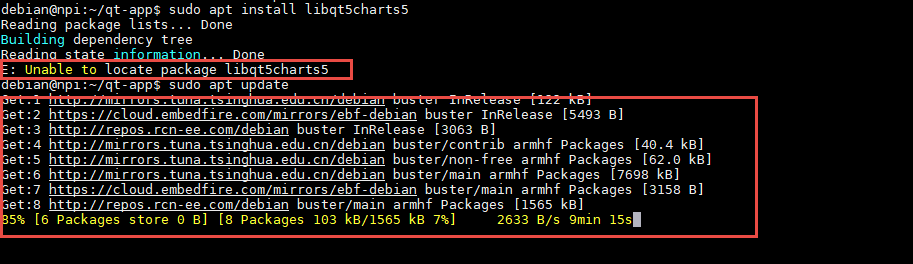 debian@npi:~/qt-app$ sudo apt install libqt5charts5
Reading package lists... Done
Building dependency tree
Reading state information... Done
E: Unable to locate package libqt5charts5
debian@npi:~/qt-app$ sudo apt update
Get:1 http://mirrors.tuna.tsinghua.edu.cn/debian buster InRelease [122 kB]
Get:2 https://cloud.embedfire.com/mirrors/ebf-debian buster InRelease [5493 B]
Get:3 http://repos.rcn-ee.com/debian buster InRelease [3063 B]
Get:4 http://mirrors.tuna.tsinghua.edu.cn/debian buster/contrib armhf Packages [40.4 kB]
Get:5 http://mirrors.tuna.tsinghua.edu.cn/debian buster/non-free armhf Packages [62.0 kB]
Get:6 http://mirrors.tuna.tsinghua.edu.cn/debian buster/main armhf Packages [7698 kB]
Get:7 https://cloud.embedfire.com/mirrors/ebf-debian buster/main armhf Packages [3158 B]
Get:8 http://repos.rcn-ee.com/debian buster/main armhf Packages [1565 kB]
85% [6 Packages store 0 B] [8 Packages 103 kB/1565 kB 7%] 2633 B/s 9min 15s